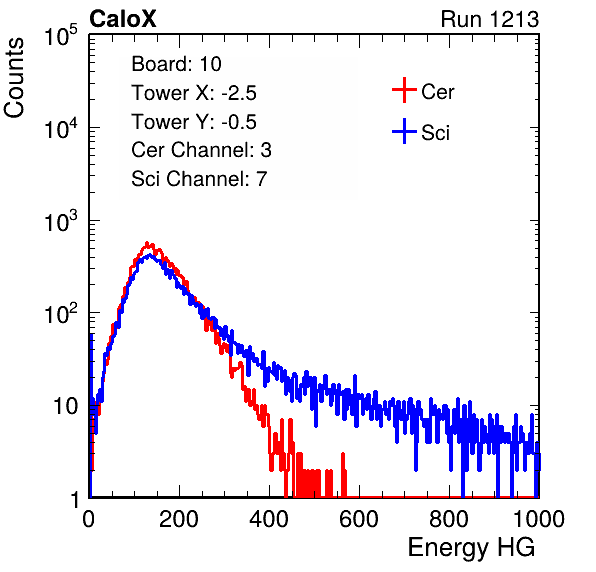 CaloX Run 1213
Counts
10^5
10^4
10^3
10^2
10
1
Board: 10
Tower X: -2.5
Tower Y: -0.5
Cer Channel: 3
Sci Channel: 7
Cer
Sci
0 200 400 600 800 1000
Energy HG